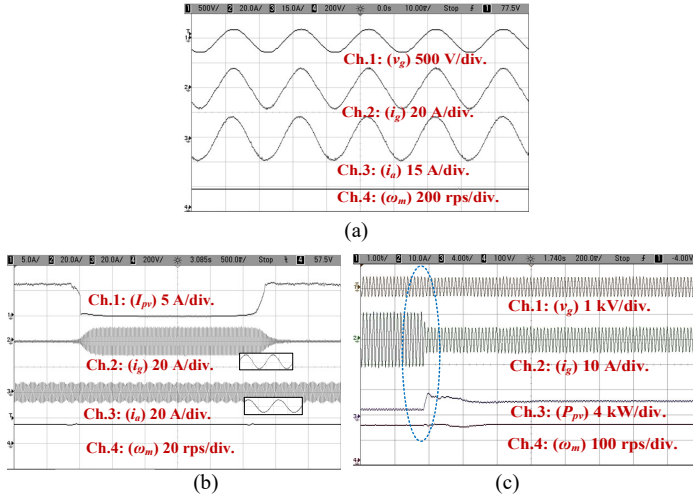 1 500V/ 2 20.0A/ 3 15.0A/ 4 200V/ 0.0s 10.00㎳/ Stop 1 77.5V
Ch.1: (vg) 500 V/div.
Ch.2: (ig) 20 A/div.
Ch.3: (ia) 15 A/div.
Ch.4: (ωm) 200 rps/div.
(a)
1 5.0A/ 2 20.0A/ 3 20.0A/ 4 200V/ 3.085s 500.0㎳/ Stop 4 57.5V
Ch.1: (Ipv) 5 A/div.
Ch.2: (ig) 20 A/div.
Ch.3: (ia) 20 A/div.
Ch.4: (ωm) 20 rps/div.
(b)
1 1.00V/ 2 10.0A/ 3 4.00V/ 4 100V/ 1.740s 200.0㎳/ Stop 1 -4.00V
Ch.1: (vg) 1 kV/div.
Ch.2: (ig) 10 A/div.
Ch.3: (Ppv) 4 kW/div.
Ch.4: (ωm) 100 rps/div.
(c)